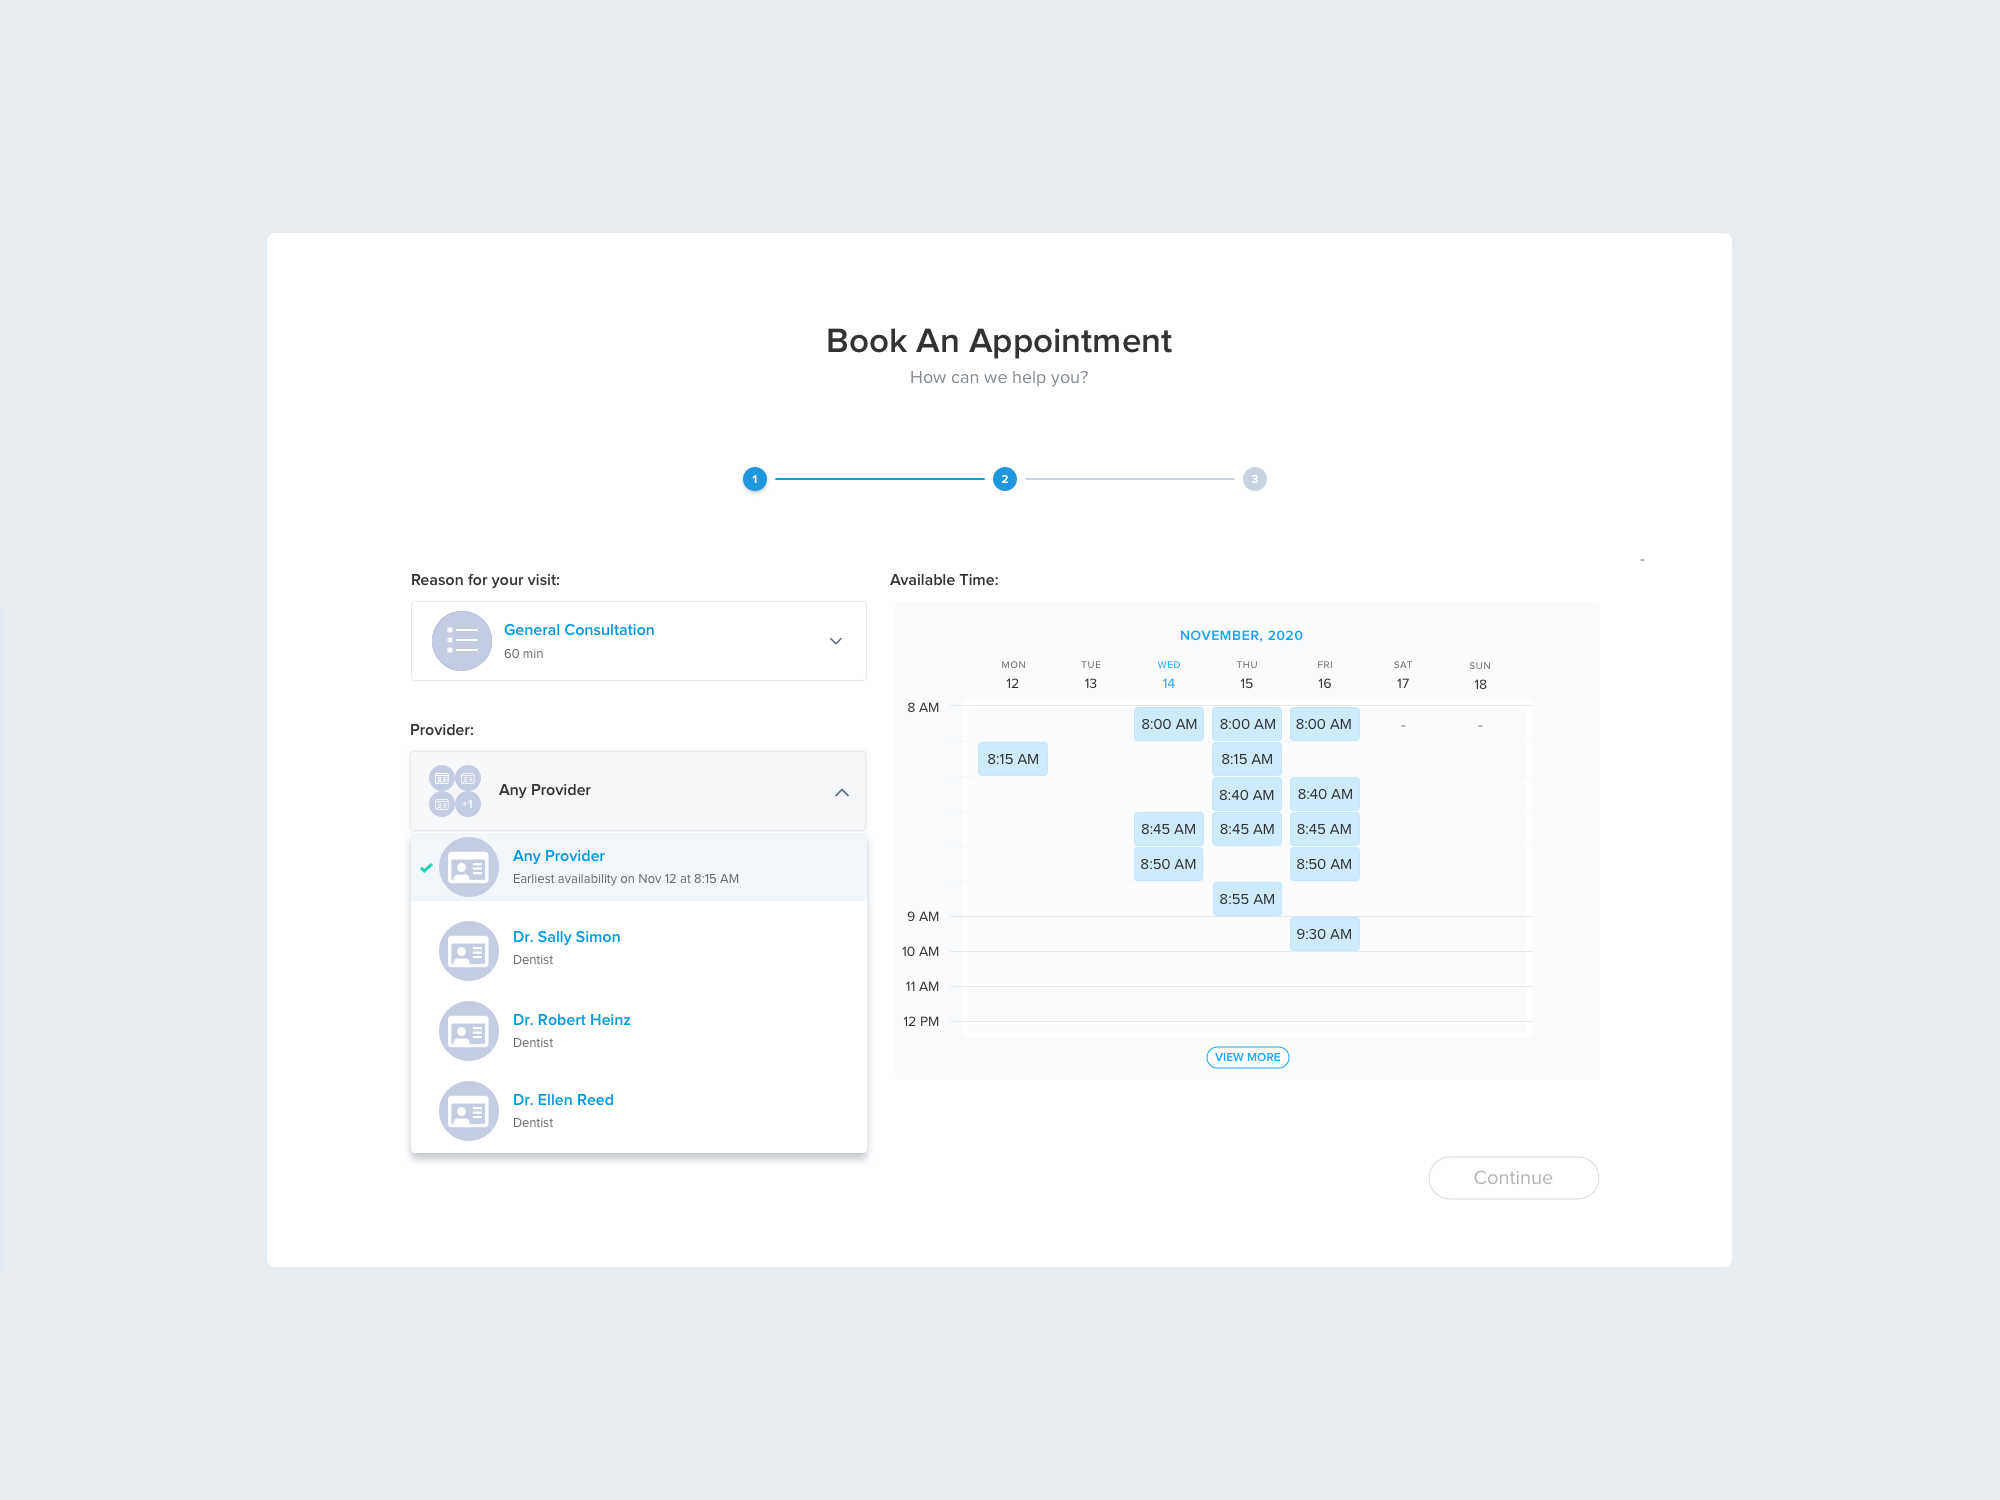 Book An Appointment
How can we help you?
1
2
3
Reason for your visit:
General Consultation
60 min
Provider:
+1
Any Provider
Any Provider
Earliest availability on Nov 12 at 8:15 AM
Dr. Sally Simon
Dentist
Dr. Robert Heinz
Dentist
Dr. Ellen Reed
Dentist
-
Available Time:
NOVEMBER, 2020
MON TUE WED THU FRI SAT SUN
12 13 14 15 16 17 18
8 AM
8:00 AM 8:00 AM 8:00 AM - -
8:15 AM 8:15 AM
8:40 AM 8:40 AM
8:45 AM 8:45 AM 8:45 AM
8:50 AM 8:50 AM
8:55 AM
9 AM
9:30 AM
10 AM
11 AM
12 PM
VIEW MORE
Continue